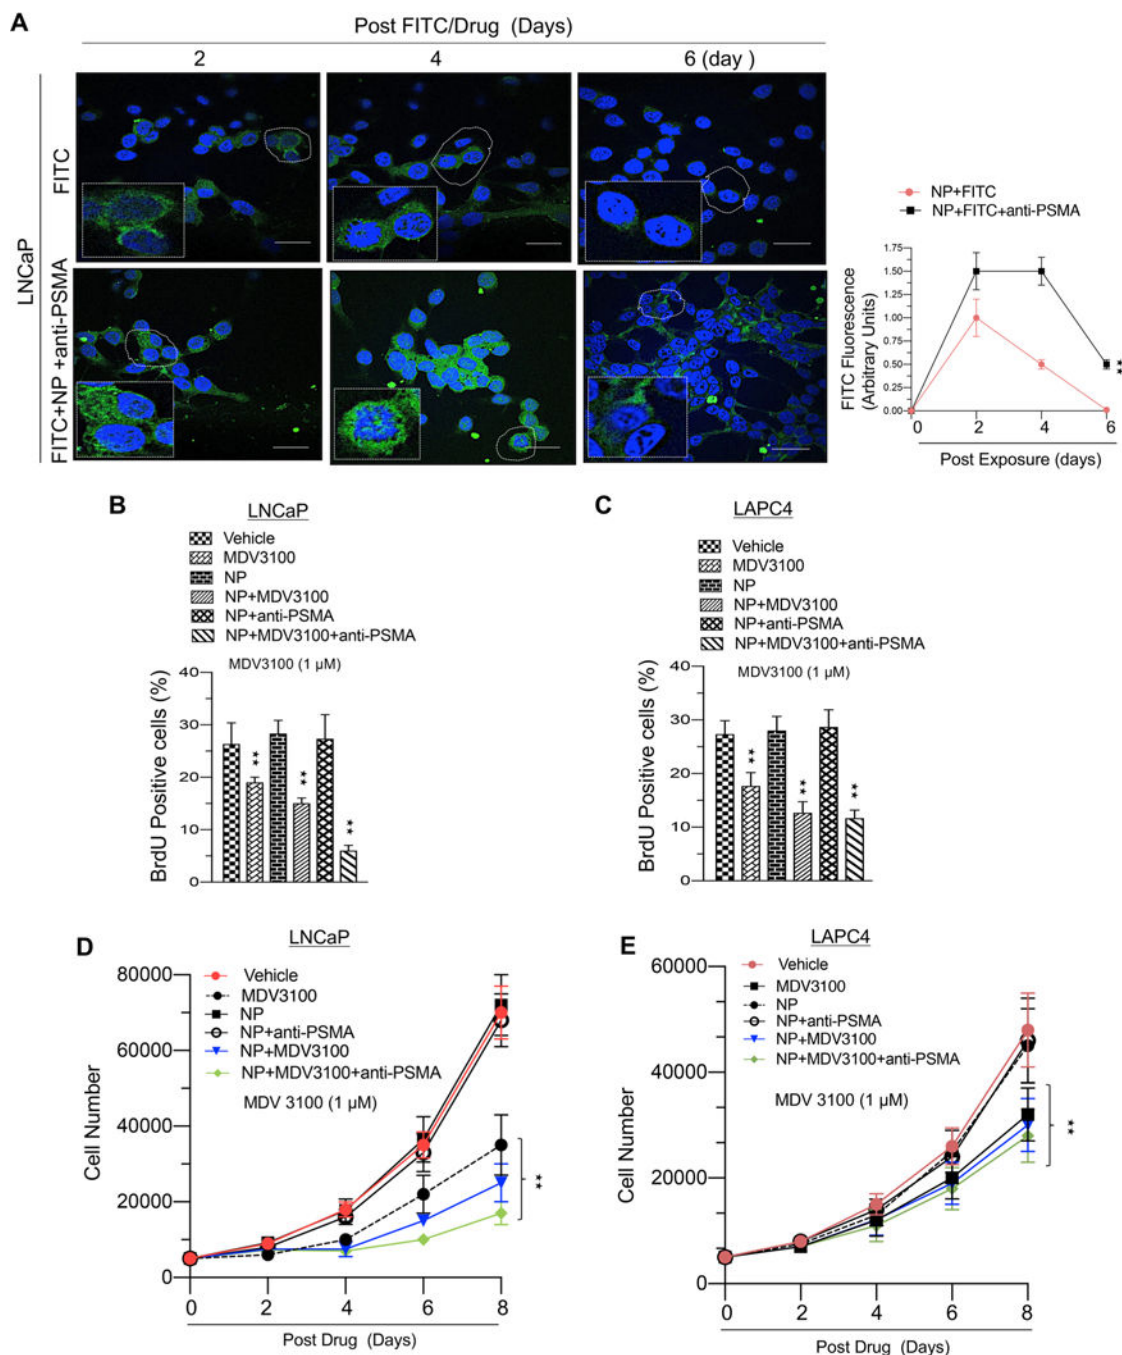 A
Post FITC/Drug (Days)
2
4
6 (day)
LNCaP
FITC
FITC+NP +anti-PSMA
NP+FITC
NP+FITC+anti-PSMA
FITC Fluorescence
(Arbitrary Units)
1.75
1.50
1.25
1.00
0.75
0.50
0.25
0.00
**
0 2 4 6
Post Exposure (days)
B
LNCaP
Vehicle
MDV3100
NP
NP+MDV3100
NP+anti-PSMA
NP+MDV3100+anti-PSMA
MDV3100 (1 µM)
BrdU Positive cells (%)
40
30
20
10
0
**
**
**
C
LAPC4
Vehicle
MDV3100
NP
NP+MDV3100
NP+anti-PSMA
NP+MDV3100+anti-PSMA
MDV3100 (1 µM)
BrdU Positive cells (%)
40
30
20
10
0
**
**
**
D
LNCaP
Vehicle
MDV3100
NP
NP+anti-PSMA
NP+MDV3100
NP+MDV3100+anti-PSMA
MDV 3100 (1 µM)
Cell Number
80000
60000
40000
20000
0
**
0 2 4 6 8
Post Drug (Days)
E
LAPC4
Vehicle
MDV3100
NP
NP+anti-PSMA
NP+MDV3100
NP+MDV3100+anti-PSMA
MDV 3100 (1 µM)
Cell Number
60000
40000
20000
0
**
0 2 4 6 8
Post Drug (Days)